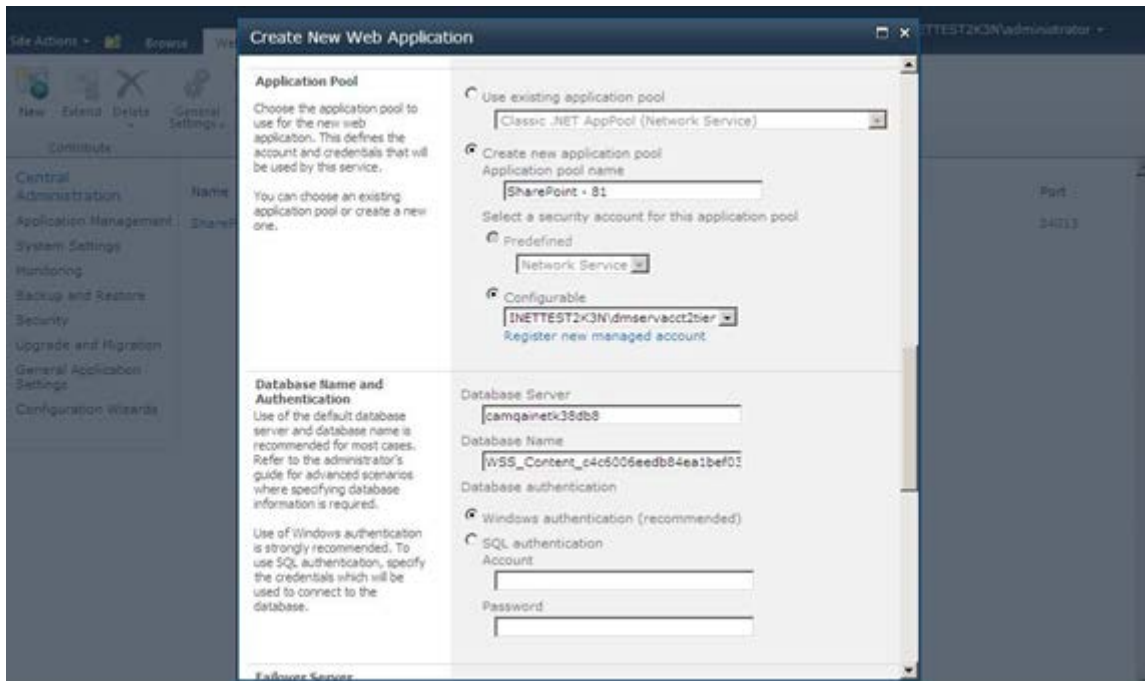 Site Actions
Browse
We
INETTEST2K3N\administrator
Create New Web Application
New
Extend
Delete
General Settings
Contribute
Central Administration
Application Management
System Settings
Monitoring
Backup and Restore
Security
Upgrade and Migration
General Application Settings
Configuration Wizards
Name
SharePo
Port
Application Pool
Choose the application pool to
use for the new web
application. This defines the
account and credentials that will
be used by this service.
You can choose an existing
application pool or create a new
one.
Use existing application pool
Classic .NET AppPool (Network Service)
Create new application pool
Application pool name
SharePoint - 81
Select a security account for this application pool
Predefined
Network Service
Configurable
INETTEST2K3N\dmservacct2tier
Register new managed account
Database Name and
Authentication
Use of the default database
server and database name is
recommended for most cases.
Refer to the administrator's
guide for advanced scenarios
where specifying database
information is required.
Use of Windows authentication
is strongly recommended. To
use SQL authentication, specify
the credentials which will be
used to connect to the
database.
Database Server
camqainetk38db8
Database Name
WSS_Content_c4c6006eedb84ea1bef03
Database authentication
Windows authentication (recommended)
SQL authentication
Account
Password
Failover Server